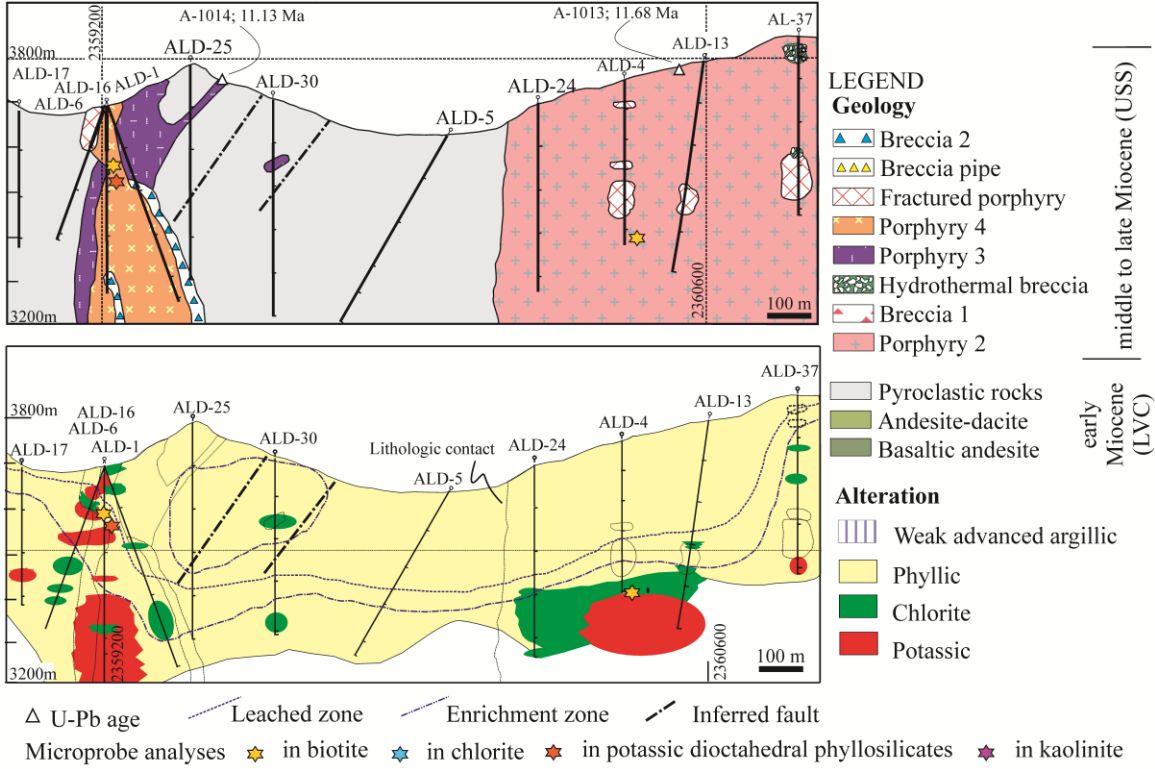 A-1014; 11.13 Ma
A-1013; 11.68 Ma
AL-37
2359200
3800m
ALD-17
ALD-16
ALD-1
ALD-6
ALD-25
ALD-30
ALD-5
ALD-24
ALD-4
ALD-13
2360600
3200m
100 m
LEGEND
Geology
Breccia 2
Breccia pipe
Fractured porphyry
Porphyry 4
Porphyry 3
Hydrothermal breccia
Breccia 1
Porphyry 2
middle to late Miocene (USS)
Pyroclastic rocks
Andesite-dacite
Basaltic andesite
early
Miocene
(LVC)
Alteration
Weak advanced argillic
Phyllic
Chlorite
Potassic
3800m
ALD-16
ALD-6
ALD-17
ALD-1
ALD-25
ALD-30
Lithologic contact
ALD-5
ALD-24
ALD-4
ALD-13
ALD-37
3200m
2359200
2360600
100 m
U-Pb age
Leached zone
Enrichment zone
Inferred fault
Microprobe analyses
in biotite
in chlorite
in potassic dioctahedral phyllosilicates
in kaolinite